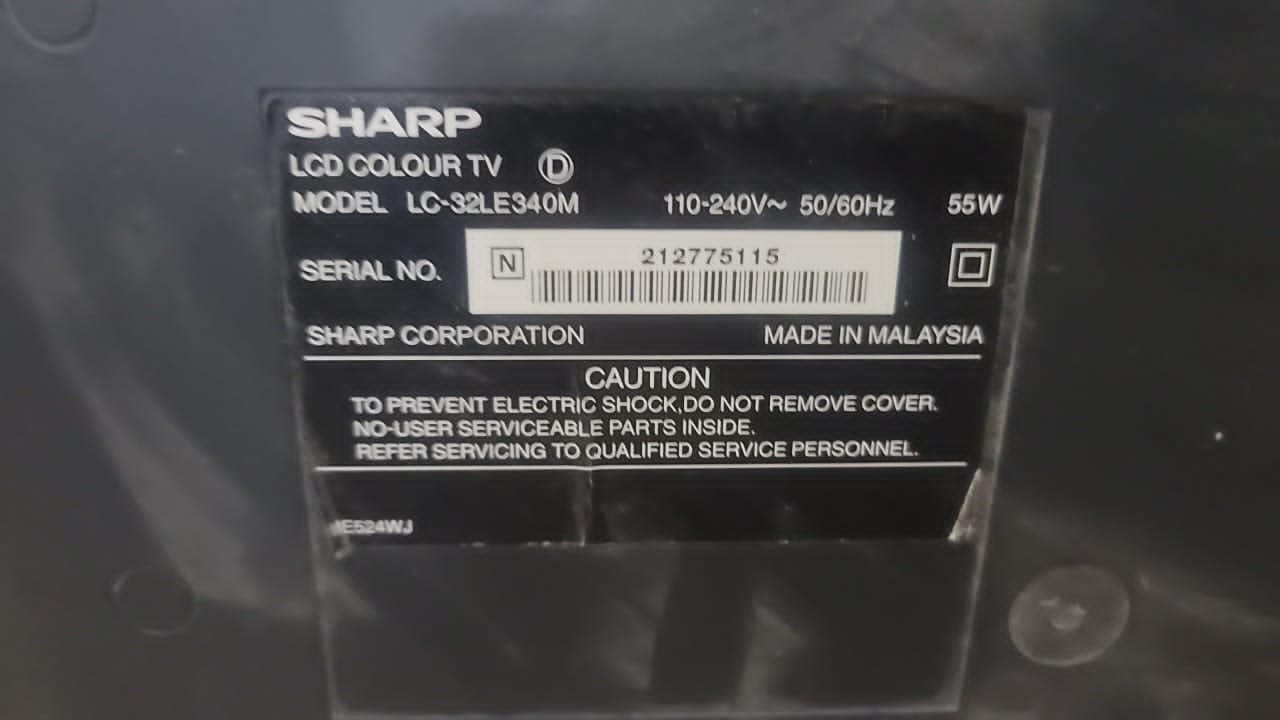 SHARP
LCD COLOUR TV D
MODEL LC-32LE340M 110-240V~ 50/60Hz 55W
SERIAL NO. N 212775115
SHARP CORPORATION MADE IN MALAYSIA
CAUTION
TO PREVENT ELECTRIC SHOCK,DO NOT REMOVE COVER.
NO-USER SERVICEABLE PARTS INSIDE.
REFER SERVICING TO QUALIFIED SERVICE PERSONNEL.